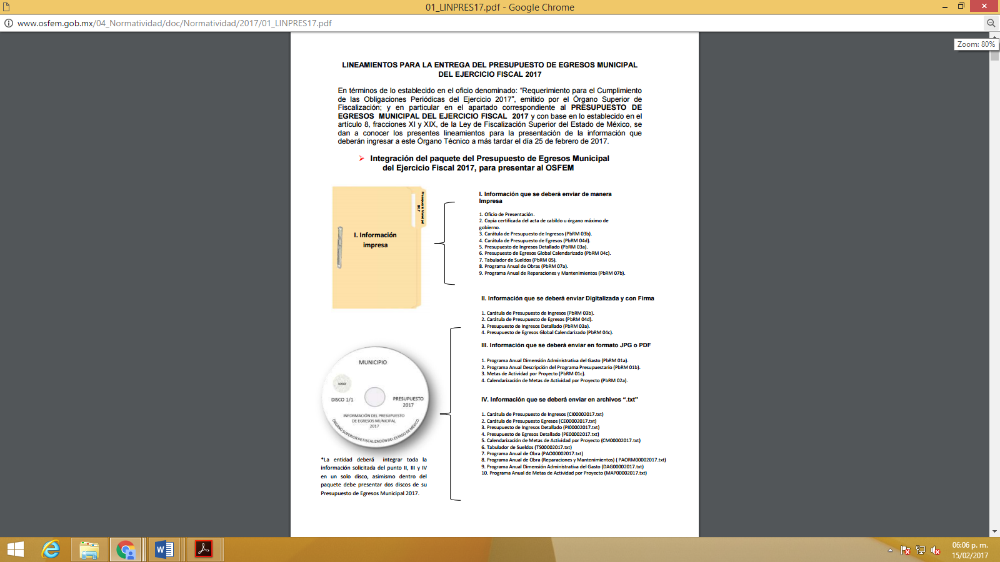 01_LINPRES17.pdf - Google Chrome
www.osfem.gob.mx/04_Normatividad/doc/Normatividad/2017/01_LINPRES17.pdf
Zoom: 80%
LINEAMIENTOS PARA LA ENTREGA DEL PRESUPUESTO DE EGRESOS MUNICIPAL
DEL EJERCICIO FISCAL 2017
En términos de lo establecido en el oficio denominado: “Requerimiento para el Cumplimiento
de las Obligaciones Periódicas del Ejercicio 2017”, emitido por el Órgano Superior de
Fiscalización; y en particular en el apartado correspondiente al PRESUPUESTO DE
EGRESOS MUNICIPAL DEL EJERCICIO FISCAL 2017 y con base en lo establecido en el
artículo 8, fracciones XI y XIX, de la Ley de Fiscalización Superior del Estado de México, se
dan a conocer los presentes lineamientos para la presentación de la información que
deberán ingresar a este Órgano Técnico a más tardar el día 25 de febrero de 2017.
Integración del paquete del Presupuesto de Egresos Municipal
del Ejercicio Fiscal 2017, para presentar al OSFEM
Presupuesto Municipal
2017
I. Información
impresa
I. Información que se deberá enviar de manera
Impresa
1. Oficio de Presentación.
2. Copia certificada del acta de cabildo u órgano máximo de
gobierno.
3. Carátula de Presupuesto de Ingresos (PbRM 03b).
4. Carátula de Presupuesto de Egresos (PbRM 04d).
5. Presupuesto de Ingresos Detallado (PbRM 03a).
6. Presupuesto de Egresos Global Calendarizado (PbRM 04c).
7. Tabulador de Sueldos (PbRM 05).
8. Programa Anual de Obras (PbRM 07a).
9. Programa Anual de Reparaciones y Mantenimientos (PbRM 07b).
II. Información que se deberá enviar Digitalizada y con Firma
1. Carátula de Presupuesto de Ingresos (PbRM 03b).
2. Carátula de Presupuesto de Egresos (PbRM 04d).
3. Presupuesto de Ingresos Detallado (PbRM 03a).
4. Presupuesto de Egresos Global Calendarizado (PbRM 04c).
III. Información que se deberá enviar en formato JPG o PDF
1. Programa Anual Dimensión Administrativa del Gasto (PbRM 01a).
2. Programa Anual Descripción del Programa Presupuestario (PbRM 01b).
3. Metas de Actividad por Proyecto (PbRM 01c).
4. Calendarización de Metas de Actividad por Proyecto (PbRM 02a).
IV. Información que se deberá enviar en archivos “.txt”
1. Carátula de Presupuesto de Ingresos (CI00002017.txt)
2. Carátula de Presupuesto Egresos (CE00002017.txt)
3. Presupuesto de Ingresos Detallado (PI00002017.txt)
4. Presupuesto de Egresos Detallado (PE00002017.txt)
5. Calendarización de Metas de Actividad por Proyecto (CM00002017.txt)
6. Tabulador de Sueldos (TS00002017.txt)
7. Programa Anual de Obra (PAO00002017.txt)
8. Programa Anual de Obra (Reparaciones y Mantenimientos) ( PAORM00002017.txt)
9. Programa Anual Dimensión Administrativa del Gasto (DAG00002017.txt)
10. Programa Anual de Metas de Actividad por Proyecto (MAP00002017.txt)
MUNICIPIO
LOGO
DISCO 1/1
PRESUPUESTO
2017
INFORMACIÓN DEL PRESUPUESTO
DE EGRESOS MUNICIPAL
2017
ÓRGANO SUPERIOR DE FISCALIZACIÓN DEL ESTADO DE MÉXICO
*La entidad deberá integrar toda la
información solicitada del punto II, III y IV
en un solo disco, asimismo dentro del
paquete debe presentar dos discos de su
Presupuesto de Egresos Municipal 2017.
06:06 p. m.
15/02/2017